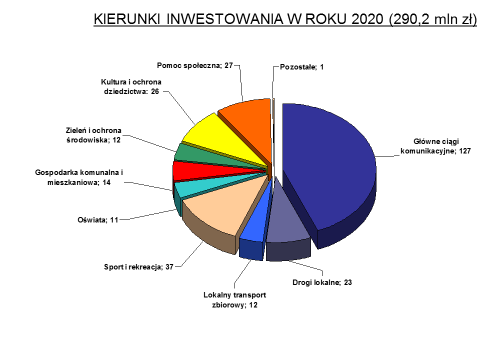 KIERUNKI INWESTOWANIA W ROKU 2020 (290,2 mln zł)
Pomoc społeczna; 27
Pozostałe; 1
Kultura i ochrona
dziedzictwa; 26
Zieleń i ochrona
środowiska; 12
Główne ciągi
komunikacyjne; 127
Gospodarka komunalna i
mieszkaniowa; 14
Oświata; 11
Sport i rekreacja; 37
Drogi lokalne; 23
Lokalny transport
zbiorowy; 12